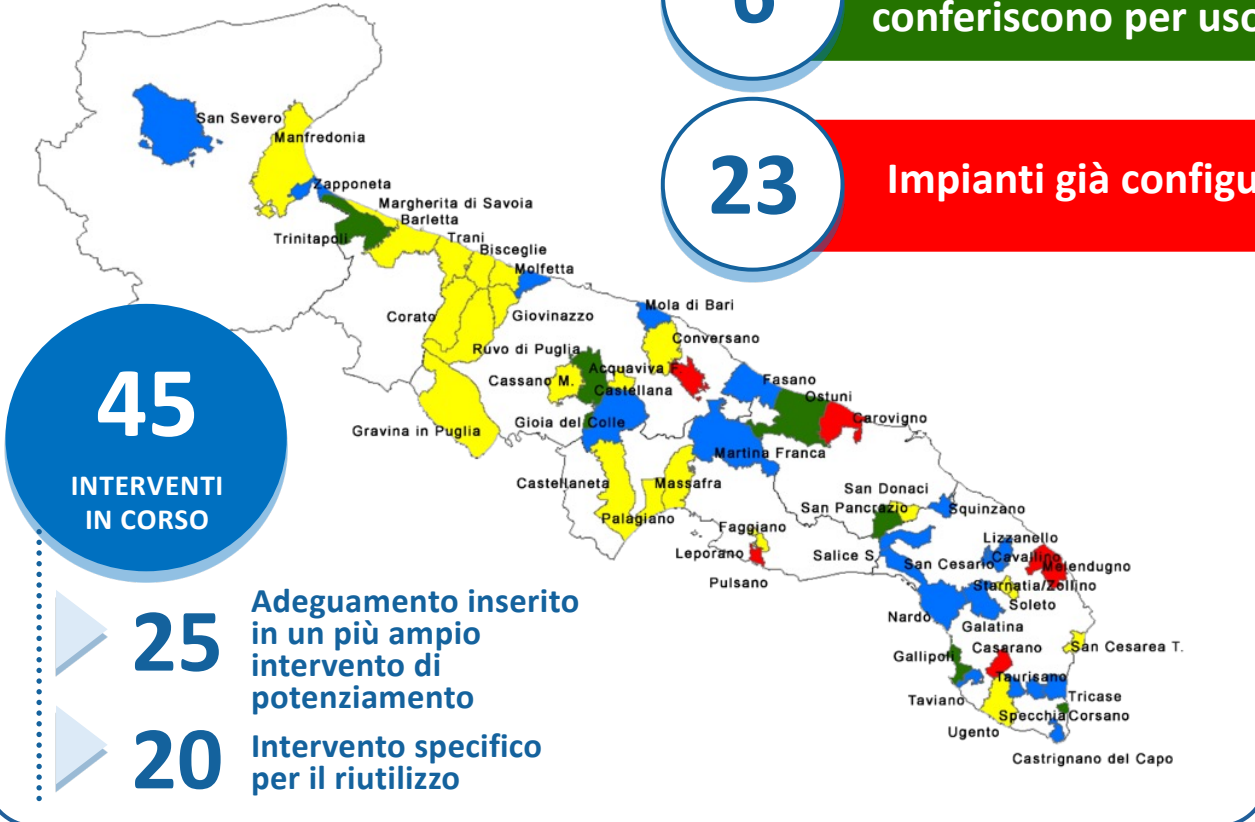 6
conferiscono per uso
23
Impianti già configu
San Severo
Manfredonia
Zapponeta
Margherita di Savoia
Barletta
Trinitapoli
Trani
Bisceglie
Molfetta
Corato
Giovinazzo
Mola di Bari
Conversano
Ruvo di Puglia
Acquaviva F.
Cassano M.
Castellana
Fasano
Ostuni
Carovigno
Gioia del Colle
Gravina in Puglia
Martina Franca
Castellaneta
Massafra
Palagiano
San Donaci
San Pancrazio
Squinzano
Faggiano
Leporano
Pulsano
Salice S.
Lizzanello
San Cesario
Cavallino
Melendugno
Sternatia/Zollino
Soleto
Nardò
Galatina
Gallipoli
Casarano
San Cesarea T.
Taurisano
Taviano
Tricase
Specchia
Corsano
Ugento
Castrignano del Capo
45
INTERVENTI
IN CORSO
25
Adeguamento inserito
in un più ampio
intervento di
potenziamento
20
Intervento specifico
per il riutilizzo